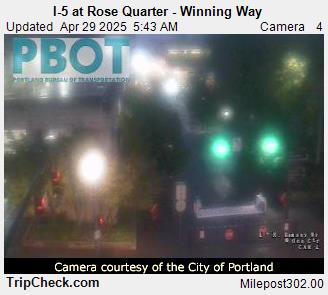 I-5 at Rose Quarter - Winning Way
Updated Apr 29 2025 5:43 AM Camera 4
PBOT
PORTLAND BUREAU OF TRANSPORTATION
Camera courtesy of the City of Portland
TripCheck.com Milepost302.00